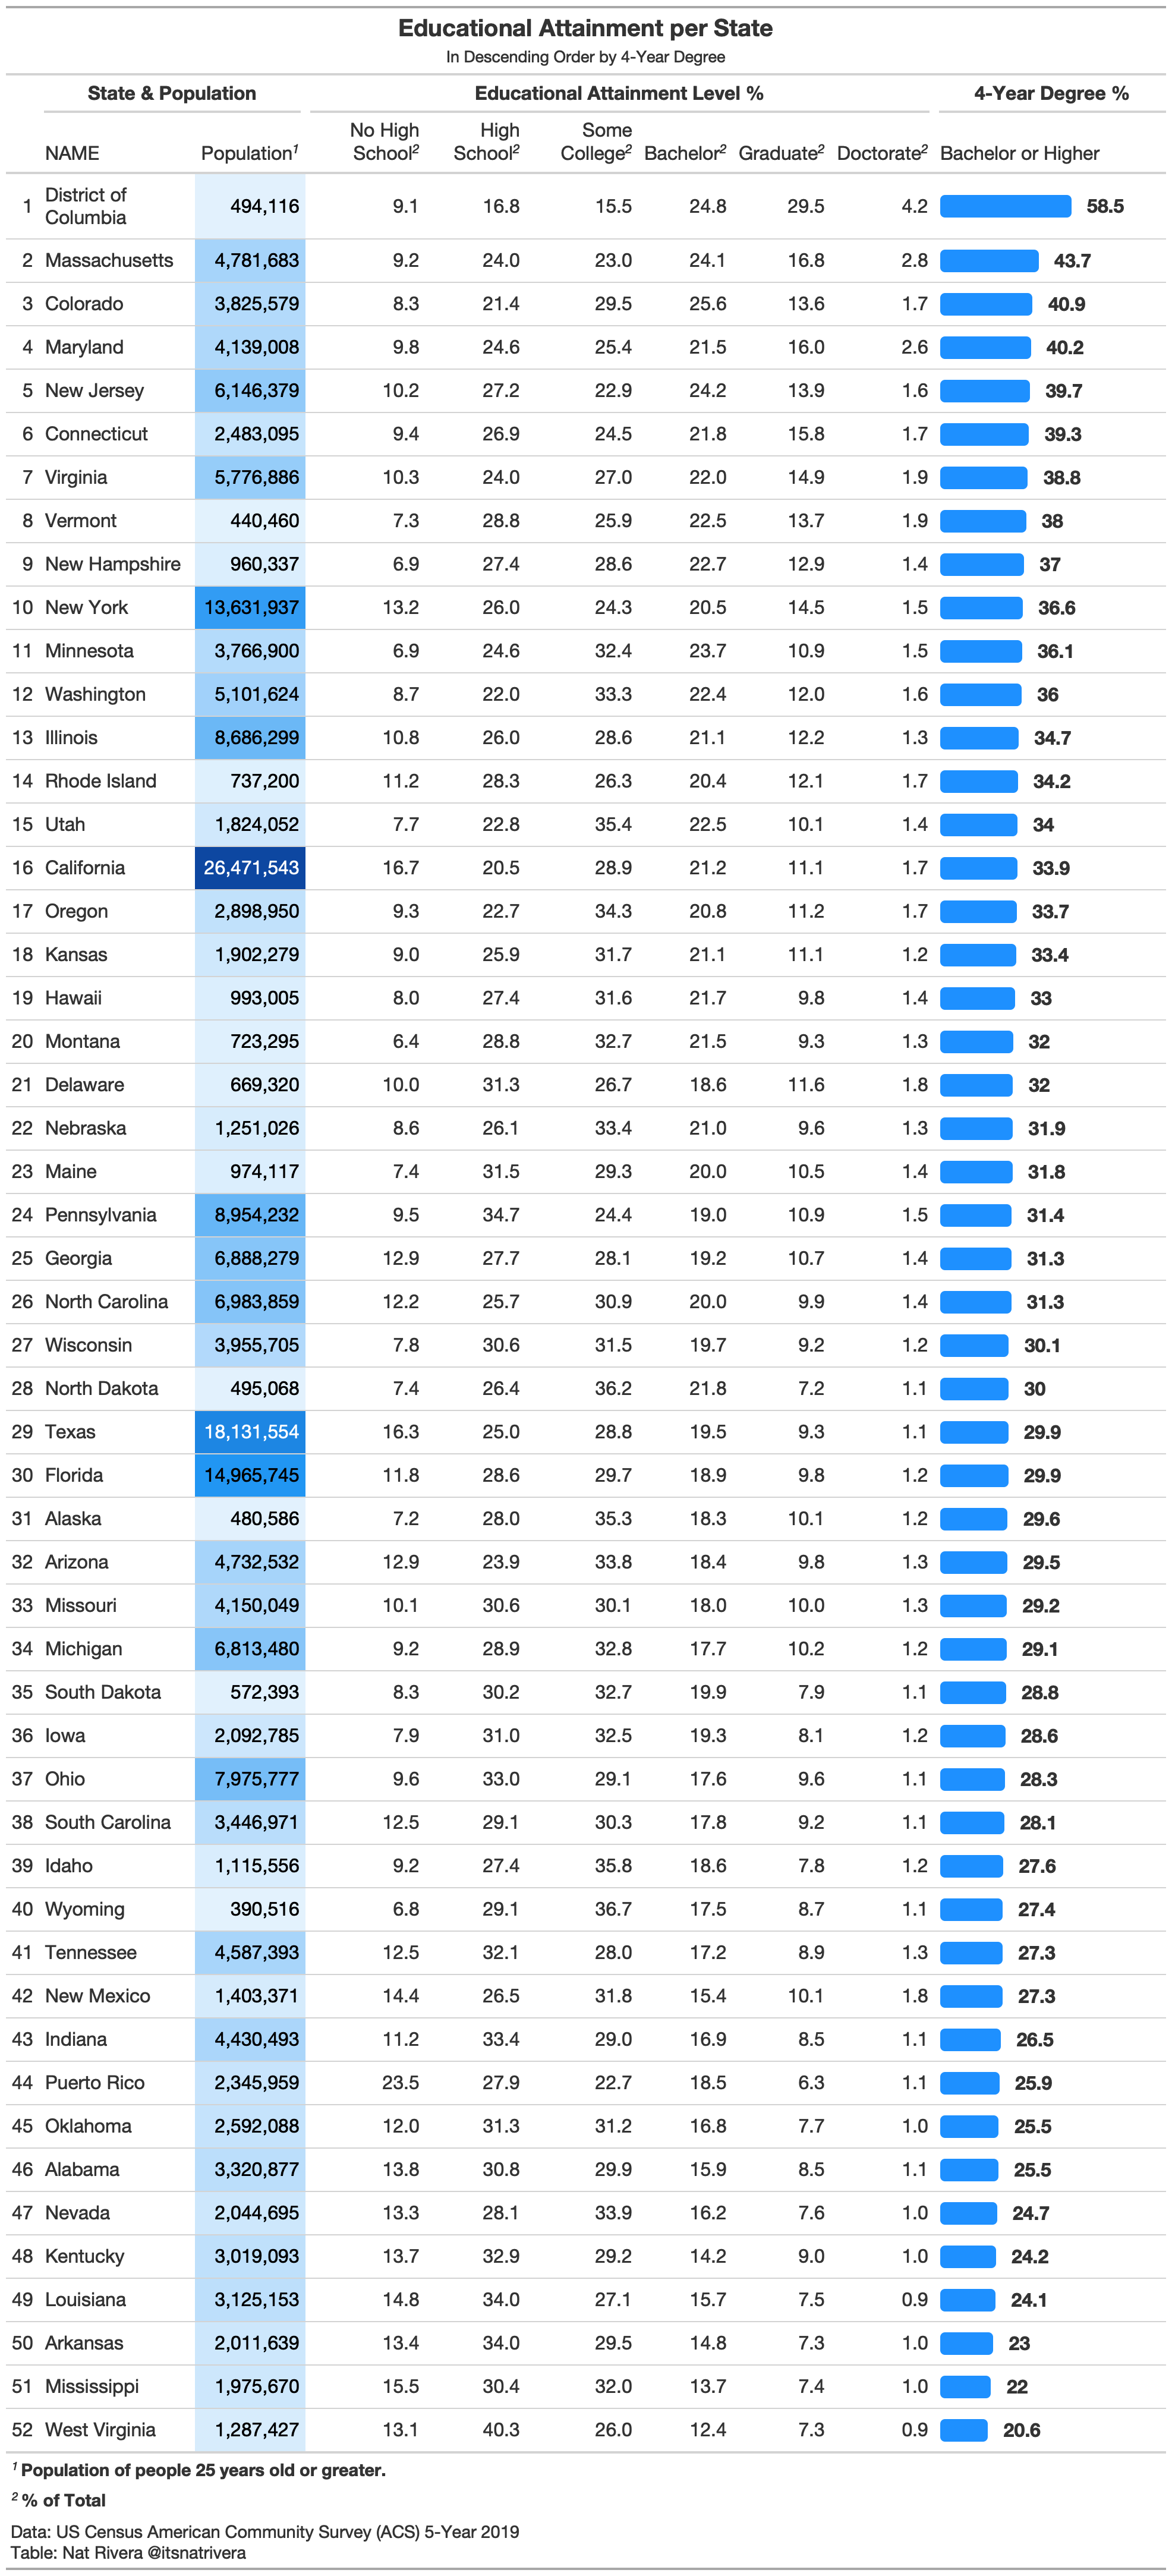 Educational Attainment per State
In Descending Order by 4-Year Degree
State & Population Educational Attainment Level % 4-Year Degree %
No High High Some
NAME Population¹ School² School² College² Bachelor² Graduate² Doctorate² Bachelor or Higher
District of
1 Columbia 494,116 9.1 16.8 15.5 24.8 29.5 4.2 58.5
2 Massachusetts 4,781,683 9.2 24.0 23.0 24.1 16.8 2.8 43.7
3 Colorado 3,825,579 8.3 21.4 29.5 25.6 13.6 1.7 40.9
4 Maryland 4,139,008 9.8 24.6 25.4 21.5 16.0 2.6 40.2
5 New Jersey 6,146,379 10.2 27.2 22.9 24.2 13.9 1.6 39.7
6 Connecticut 2,483,095 9.4 26.9 24.5 21.8 15.8 1.7 39.3
7 Virginia 5,776,886 10.3 24.0 27.0 22.0 14.9 1.9 38.8
8 Vermont 440,460 7.3 28.8 25.9 22.5 13.7 1.9 38
9 New Hampshire 960,337 6.9 27.4 28.6 22.7 12.9 1.4 37
10 New York 13,631,937 13.2 26.0 24.3 20.5 14.5 1.5 36.6
11 Minnesota 3,766,900 6.9 24.6 32.4 23.7 10.9 1.5 36.1
12 Washington 5,101,624 8.7 22.0 33.3 22.4 12.0 1.6 36
13 Illinois 8,686,299 10.8 26.0 28.6 21.1 12.2 1.3 34.7
14 Rhode Island 737,200 11.2 28.3 26.3 20.4 12.1 1.7 34.2
15 Utah 1,824,052 7.7 22.8 35.4 22.5 10.1 1.4 34
16 California 26,471,543 16.7 20.5 28.9 21.2 11.1 1.7 33.9
17 Oregon 2,898,950 9.3 22.7 34.3 20.8 11.2 1.7 33.7
18 Kansas 1,902,279 9.0 25.9 31.7 21.1 11.1 1.2 33.4
19 Hawaii 993,005 8.0 27.4 31.6 21.7 9.8 1.4 33
20 Montana 723,295 6.4 28.8 32.7 21.5 9.3 1.3 32
21 Delaware 669,320 10.0 31.3 26.7 18.6 11.6 1.8 32
22 Nebraska 1,251,026 8.6 26.1 33.4 21.0 9.6 1.3 31.9
23 Maine 974,117 7.4 31.5 29.3 20.0 10.5 1.4 31.8
24 Pennsylvania 8,954,232 9.5 34.7 24.4 19.0 10.9 1.5 31.4
25 Georgia 6,888,279 12.9 27.7 28.1 19.2 10.7 1.4 31.3
26 North Carolina 6,983,859 12.2 25.7 30.9 20.0 9.9 1.4 31.3
27 Wisconsin 3,955,705 7.8 30.6 31.5 19.7 9.2 1.2 30.1
28 North Dakota 495,068 7.4 26.4 36.2 21.8 7.2 1.1 30
29 Texas 18,131,554 16.3 25.0 28.8 19.5 9.3 1.1 29.9
30 Florida 14,965,745 11.8 28.6 29.7 18.9 9.8 1.2 29.9
31 Alaska 480,586 7.2 28.0 35.3 18.3 10.1 1.2 29.6
32 Arizona 4,732,532 12.9 23.9 33.8 18.4 9.8 1.3 29.5
33 Missouri 4,150,049 10.1 30.6 30.1 18.0 10.0 1.3 29.2
34 Michigan 6,813,480 9.2 28.9 32.8 17.7 10.2 1.2 29.1
35 South Dakota 572,393 8.3 30.2 32.7 19.9 7.9 1.1 28.8
36 Iowa 2,092,785 7.9 31.0 32.5 19.3 8.1 1.2 28.6
37 Ohio 7,975,777 9.6 33.0 29.1 17.6 9.6 1.1 28.3
38 South Carolina 3,446,971 12.5 29.1 30.3 17.8 9.2 1.1 28.1
39 Idaho 1,115,556 9.2 27.4 35.8 18.6 7.8 1.2 27.6
40 Wyoming 390,516 6.8 29.1 36.7 17.5 8.7 1.1 27.4
41 Tennessee 4,587,393 12.5 32.1 28.0 17.2 8.9 1.3 27.3
42 New Mexico 1,403,371 14.4 26.5 31.8 15.4 10.1 1.8 27.3
43 Indiana 4,430,493 11.2 33.4 29.0 16.9 8.5 1.1 26.5
44 Puerto Rico 2,345,959 23.5 27.9 22.7 18.5 6.3 1.1 25.9
45 Oklahoma 2,592,088 12.0 31.3 31.2 16.8 7.7 1.0 25.5
46 Alabama 3,320,877 13.8 30.8 29.9 15.9 8.5 1.1 25.5
47 Nevada 2,044,695 13.3 28.1 33.9 16.2 7.6 1.0 24.7
48 Kentucky 3,019,093 13.7 32.9 29.2 14.2 9.0 1.0 24.2
49 Louisiana 3,125,153 14.8 34.0 27.1 15.7 7.5 0.9 24.1
50 Arkansas 2,011,639 13.4 34.0 29.5 14.8 7.3 1.0 23
51 Mississippi 1,975,670 15.5 30.4 32.0 13.7 7.4 1.0 22
52 West Virginia 1,287,427 13.1 40.3 26.0 12.4 7.3 0.9 20.6
¹ Population of people 25 years old or greater.
² % of Total
Data: US Census American Community Survey (ACS) 5-Year 2019
Table: Nat Rivera @itsnatrivera